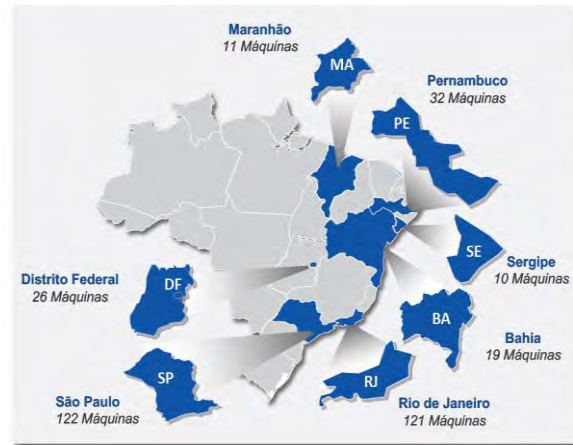 Maranhão
11 Máquinas
MA
Pernambuco
32 Máquinas
PE
SE
Sergipe
10 Máquinas
Distrito Federal
26 Máquinas
DF
BA
Bahia
19 Máquinas
SP
São Paulo
122 Máquinas
RJ
Rio de Janeiro
121 Máquinas